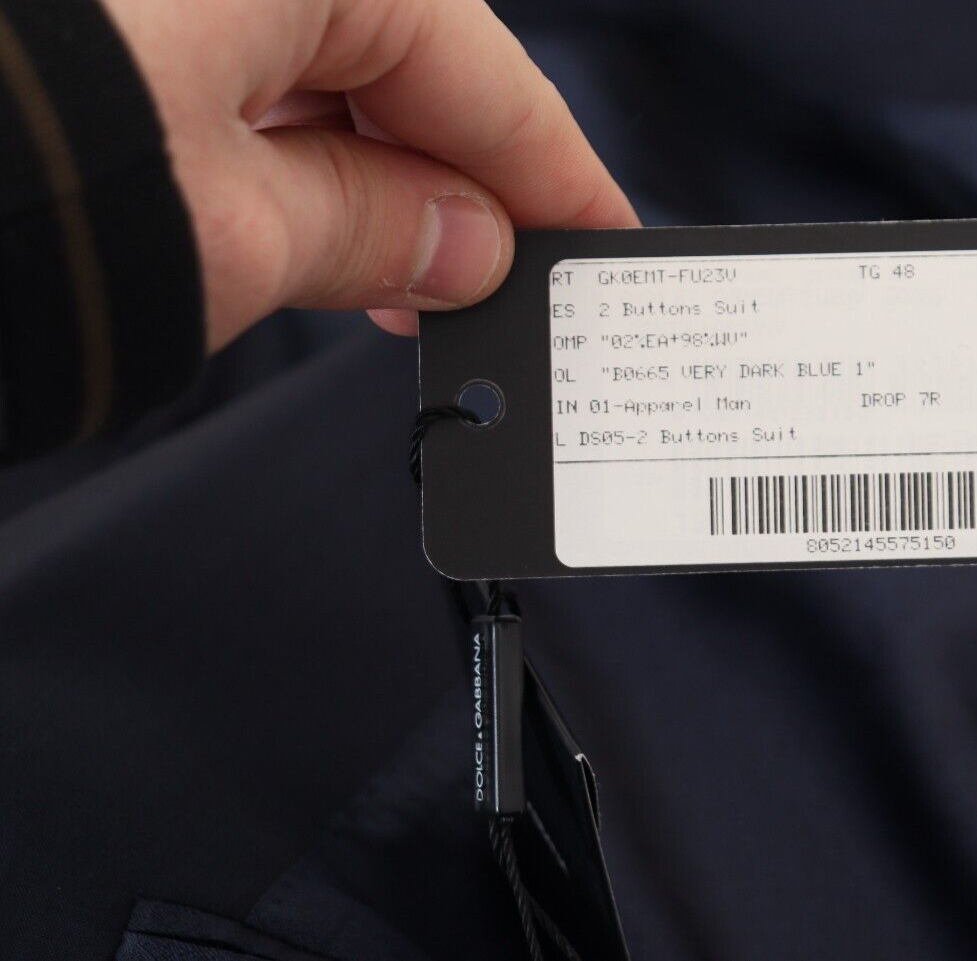 RT GK0EMT-FU23V TG 48
ES 2 Buttons Suit
OMP "02%EA+98%WV"
OL "B0665 VERY DARK BLUE 1"
IN 01-Apparel Man DROP 7R
L DS05-2 Buttons Suit
8052145575150
DOLCE & GABBANA